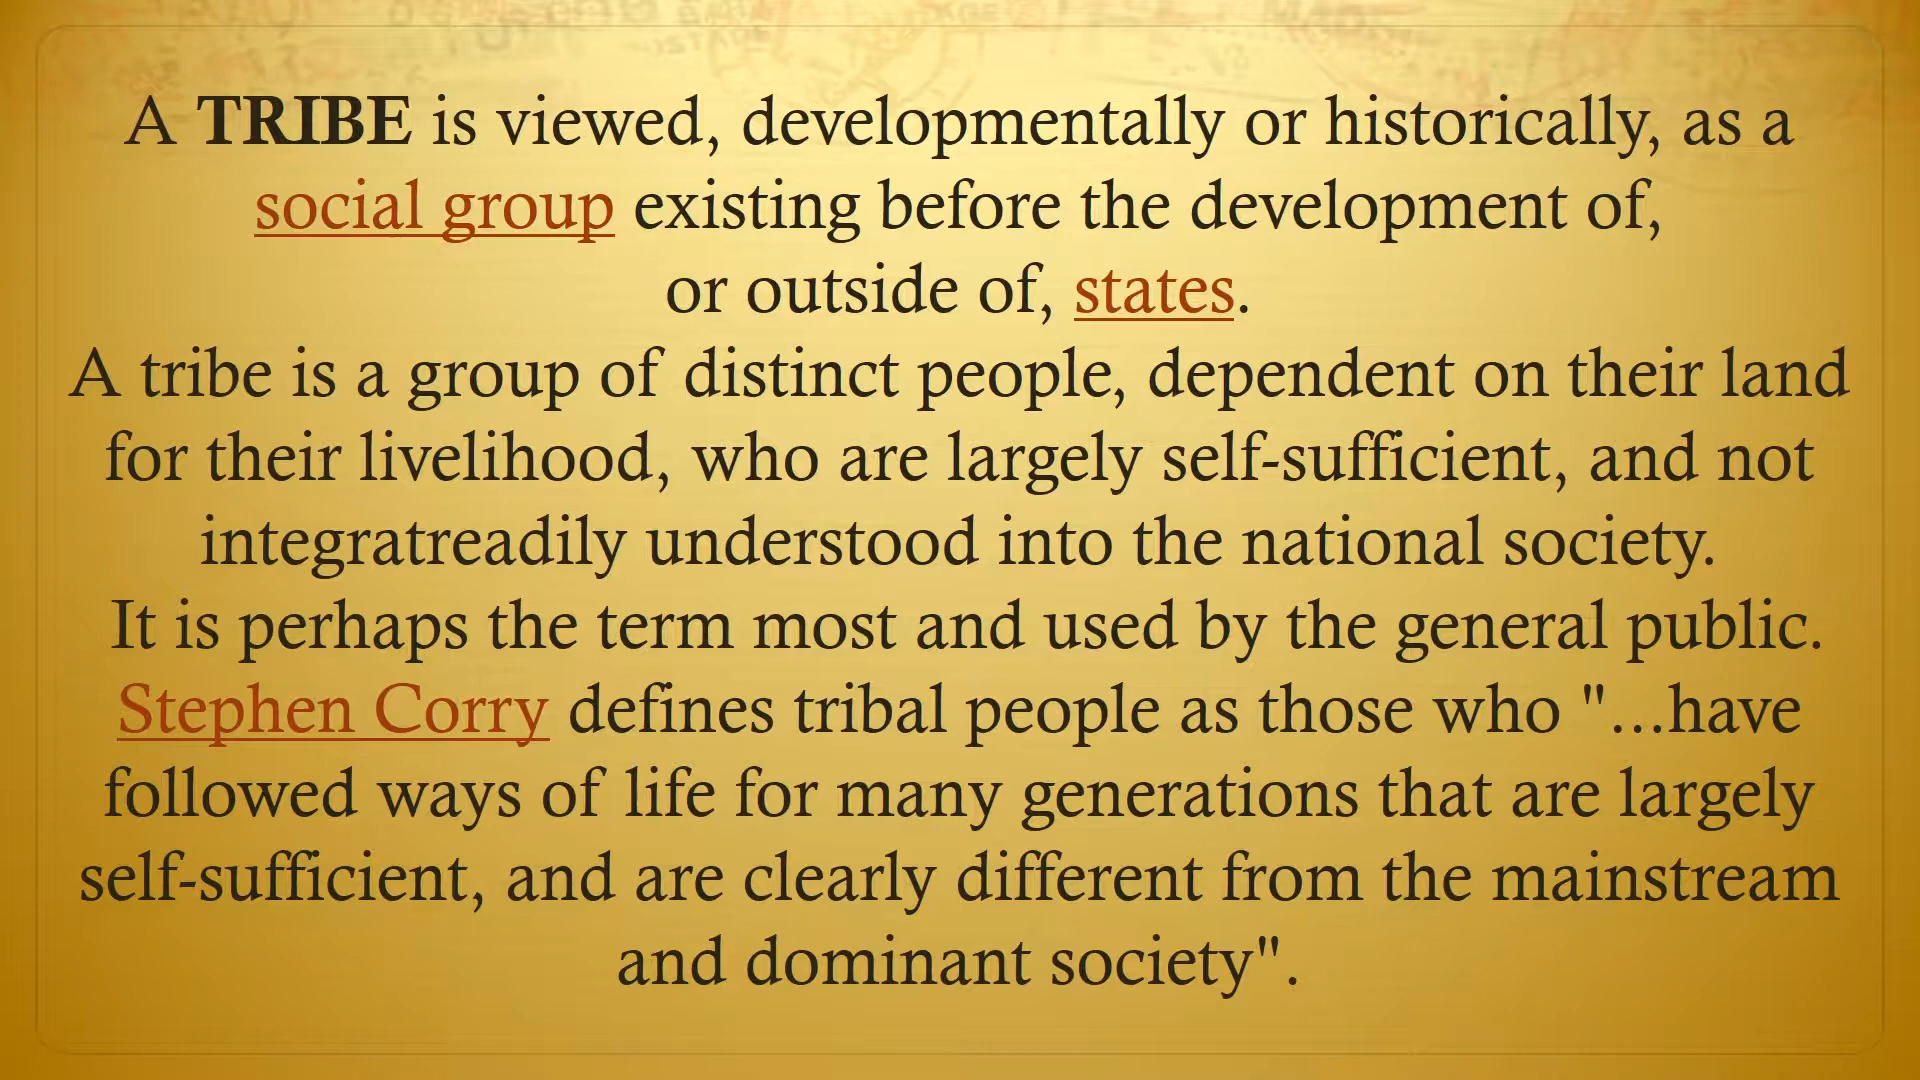 A TRIBE is viewed, developmentally or historically, as a
social group existing before the development of,
or outside of, states.
A tribe is a group of distinct people, dependent on their land
for their livelihood, who are largely self-sufficient, and not
integratreadily understood into the national society.
It is perhaps the term most and used by the general public.
Stephen Corry defines tribal people as those who "...have
followed ways of life for many generations that are largely
self-sufficient, and are clearly different from the mainstream
and dominant society".